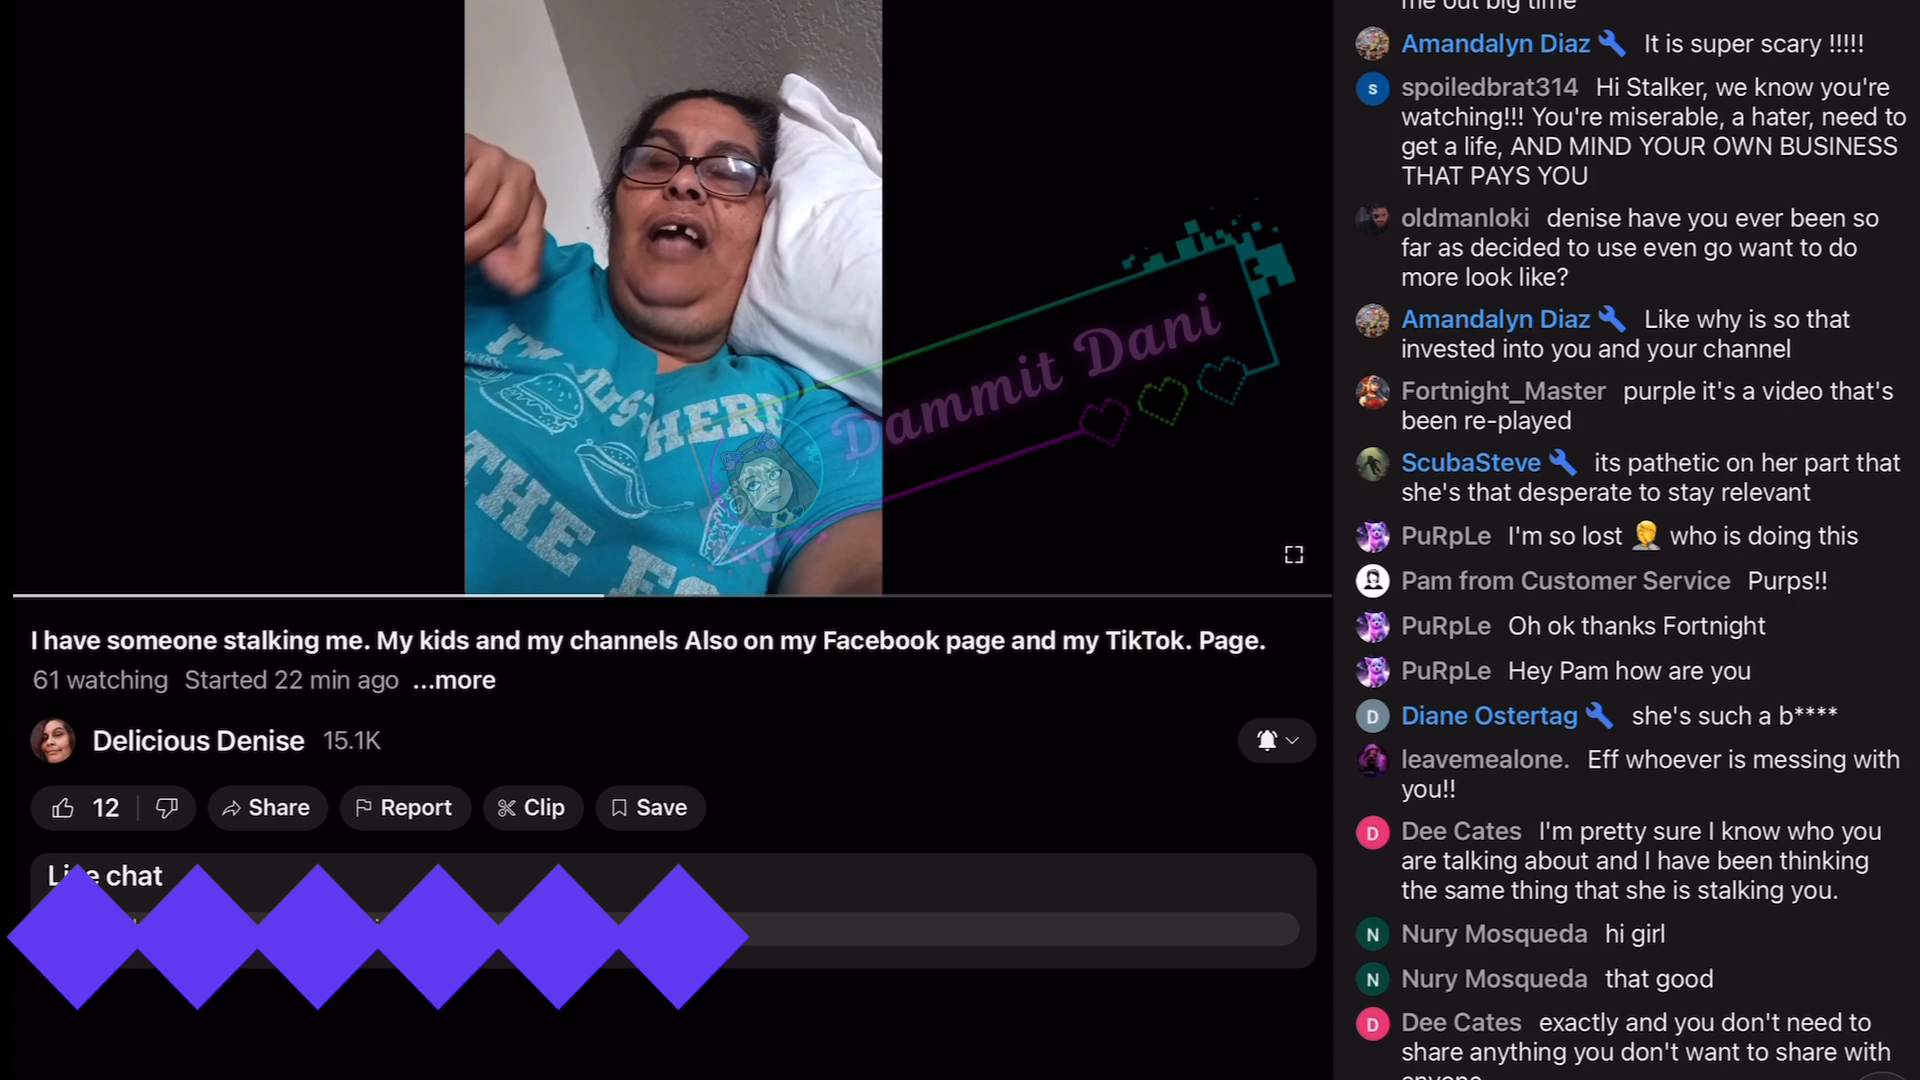 I'M JUST HERE
THE FO
Dammit Dani
I have someone stalking me. My kids and my channels Also on my Facebook page and my TikTok. Page.
61 watching Started 22 min ago ...more
Delicious Denise 15.1K
12 Share Report Clip Save
Live chat
me out big time
Amandalyn Diaz It is super scary !!!!!
S spoiledbrat314 Hi Stalker, we know you're
watching!!! You're miserable, a hater, need to
get a life, AND MIND YOUR OWN BUSINESS
THAT PAYS YOU
oldmanloki denise have you ever been so
far as decided to use even go want to do
more look like?
Amandalyn Diaz Like why is so that
invested into you and your channel
Fortnight_Master purple it's a video that's
been re-played
ScubaSteve its pathetic on her part that
she's that desperate to stay relevant
PuRpLe I'm so lost 🤦 who is doing this
Pam from Customer Service Purps!!
PuRpLe Oh ok thanks Fortnight
PuRpLe Hey Pam how are you
D Diane Ostertag she's such a b****
leavemealone. Eff whoever is messing with
you!!
D Dee Cates I'm pretty sure I know who you
are talking about and I have been thinking
the same thing that she is stalking you.
N Nury Mosqueda hi girl
N Nury Mosqueda that good
D Dee Cates exactly and you don't need to
share anything you don't want to share with
anyone